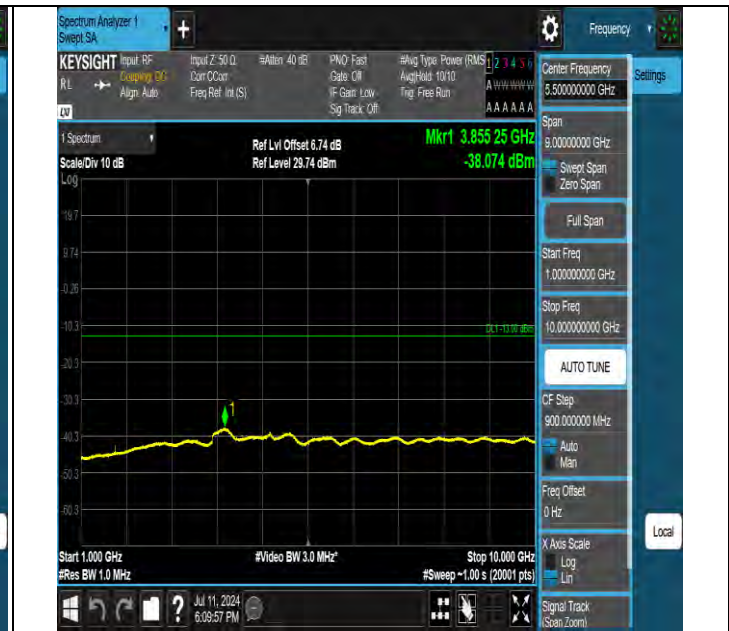 Spectrum Analyzer 1
Swept SA
+
Frequency
KEYSIGHT
RL
Input: RF
Coupling: DC
Align: Auto
Input Z: 50 Ω
Corr CCorr
Freq Ref: Int (S)
#Atten: 40 dB
PNO: Fast
Gate: Off
IF Gain: Low
Sig Track: Off
#Avg Type: Power (RMS
Avg|Hold: 10/10
Trig: Free Run
1 2 3 4 5 6
A W W W W W
A A A A A A
1 Spectrum
Scale/Div 10 dB
Ref Lvl Offset 6.74 dB
Ref Level 29.74 dBm
Mkr1 3.855 25 GHz
-38.074 dBm
Log
19.7
9.74
-0.26
-10.3
-20.3
-30.3
-40.3
-50.3
-60.3
DL1 -13.00 dBm
1
Start 1.000 GHz
#Res BW 1.0 MHz
#Video BW 3.0 MHz*
Stop 10.000 GHz
#Sweep ~1.00 s (20001 pts)
?
Jul 11, 2024
6:09:57 PM
Center Frequency
5.500000000 GHz
Settings
Span
9.00000000 GHz
Swept Span
Zero Span
Full Span
Start Freq
1.000000000 GHz
Stop Freq
10.000000000 GHz
AUTO TUNE
CF Step
900.000000 MHz
Auto
Man
Freq Offset
0 Hz
X Axis Scale
Log
Lin
Local
Signal Track
(Span Zoom)